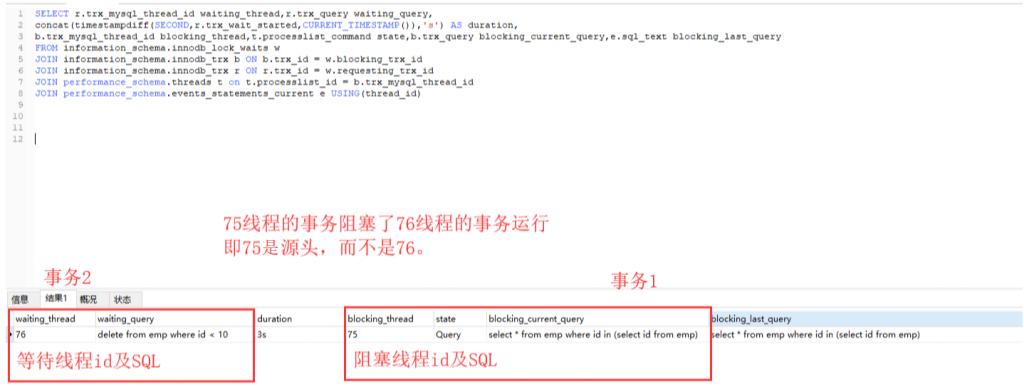 1 SELECT r.trx_mysql_thread_id waiting_thread,r.trx_query waiting_query,
2 concat(timestampdiff(SECOND,r.trx_wait_started,CURRENT_TIMESTAMP()),'s') AS duration,
3 b.trx_mysql_thread_id blocking_thread,t.processlist_command state,b.trx_query blocking_current_query,e.sql_text blocking_last_query
4 FROM information_schema.innodb_lock_waits w
5 JOIN information_schema.innodb_trx b ON b.trx_id = w.blocking_trx_id
6 JOIN information_schema.innodb_trx r ON r.trx_id = w.requesting_trx_id
7 JOIN performance_schema.threads t on t.processlist_id = b.trx_mysql_thread_id
8 JOIN performance_schema.events_statements_current e USING(thread_id)
9
10
11
12
75线程的事务阻塞了76线程的事务运行
即75是源头，而不是76。
事务2 事务1
信息 结果1 概况 状态
waiting_thread waiting_query duration blocking_thread state blocking_current_query blocking_last_query
76 delete from emp where id < 10 3s 75 Query select * from emp where id in (select id from emp) select * from emp where id in (select id from emp)
等待线程id及SQL 阻塞线程id及SQL